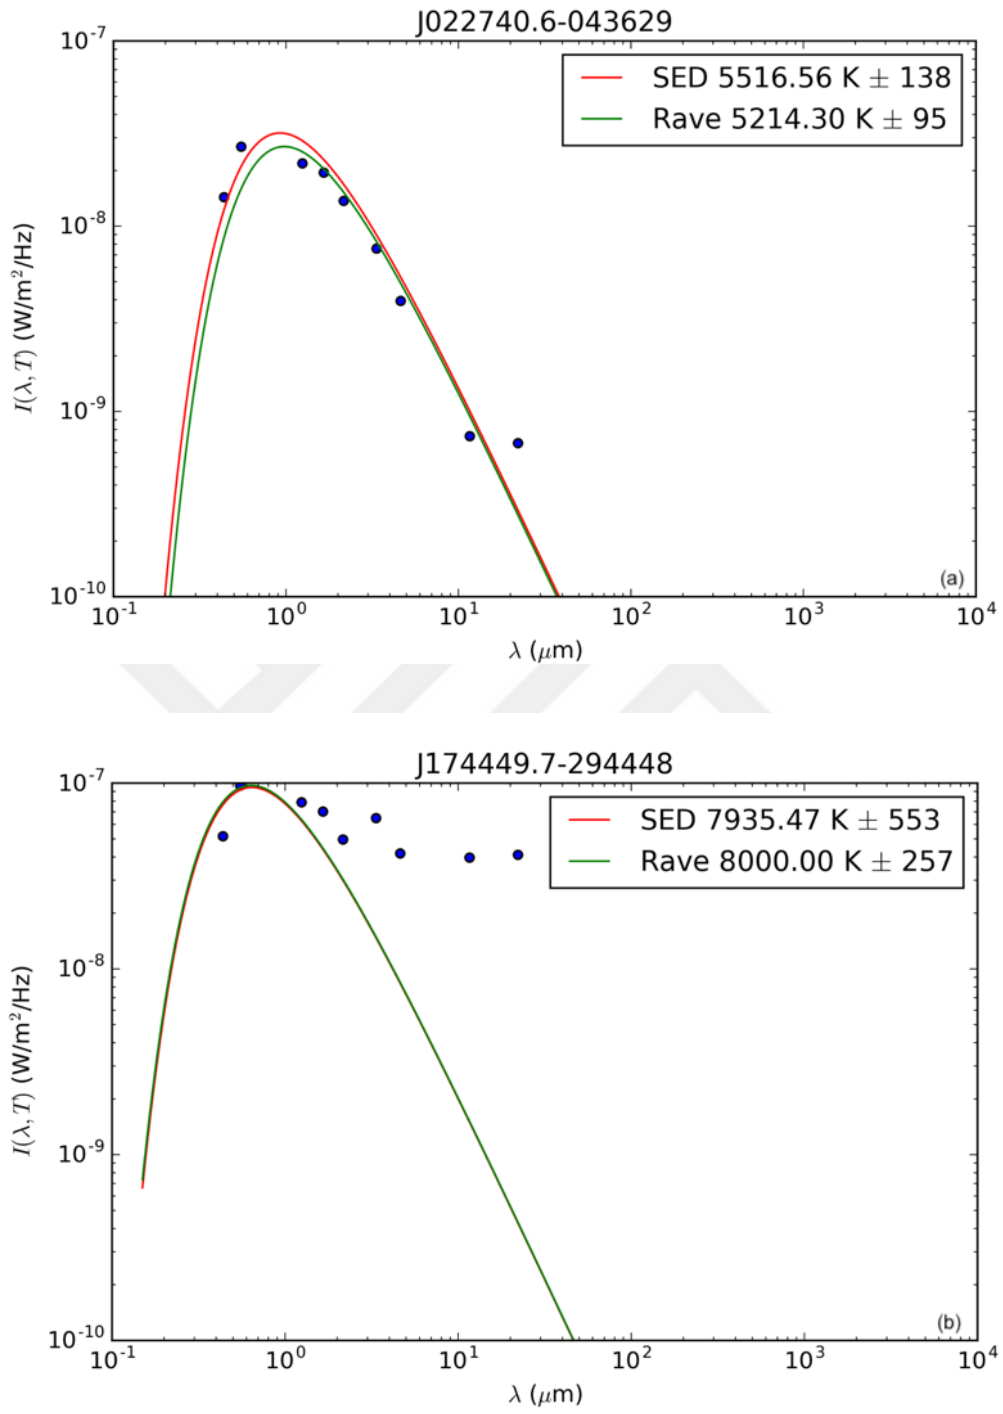 J022740.6-043629
10^-7
SED 5516.56 K ± 138
Rave 5214.30 K ± 95
10^-8
I(λ,T) (W/m²/Hz)
10^-9
10^-10
(a)
10^-1 10^0 10^1 10^2 10^3 10^4
λ (μm)
J174449.7-294448
10^-7
SED 7935.47 K ± 553
Rave 8000.00 K ± 257
10^-8
I(λ,T) (W/m²/Hz)
10^-9
10^-10
(b)
10^-1 10^0 10^1 10^2 10^3 10^4
λ (μm)